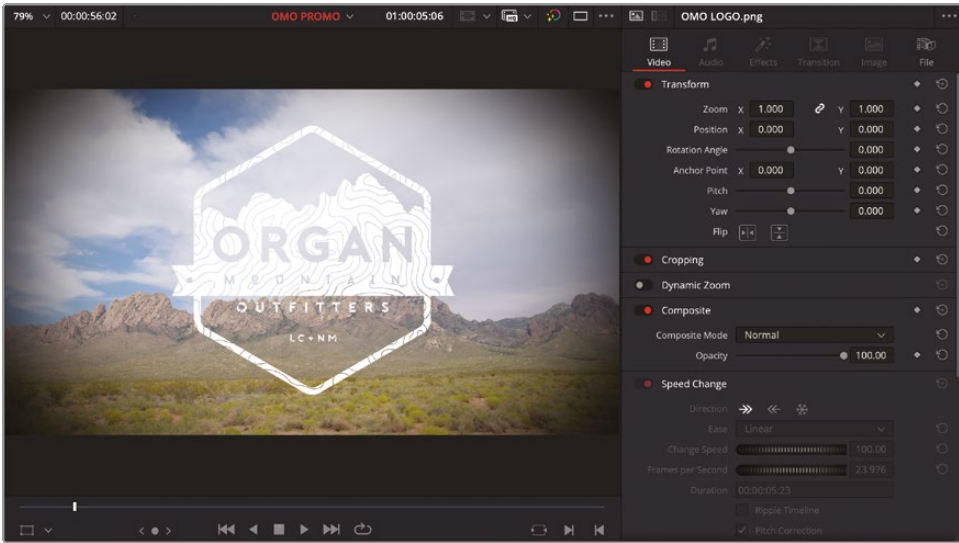 79% 00:00:56:02 OMO PROMO 01:00:05:06 OMO LOGO.png
Video Audio Effects Transition Image File
Transform
Zoom X 1.000 Y 1.000
Position X 0.000 Y 0.000
Rotation Angle 0.000
Anchor Point X 0.000 Y 0.000
Pitch 0.000
Yaw 0.000
Flip
Cropping
Dynamic Zoom
Composite
Composite Mode Normal
Opacity 100.00
Speed Change
Direction
Ease Linear
Change Speed 100.00
Frames per Second 23.976
Duration 00:00:05:23
Ripple Timeline
Pitch Correction
ORGAN
MOUNTAIN
OUTFITTERS
LC+NM